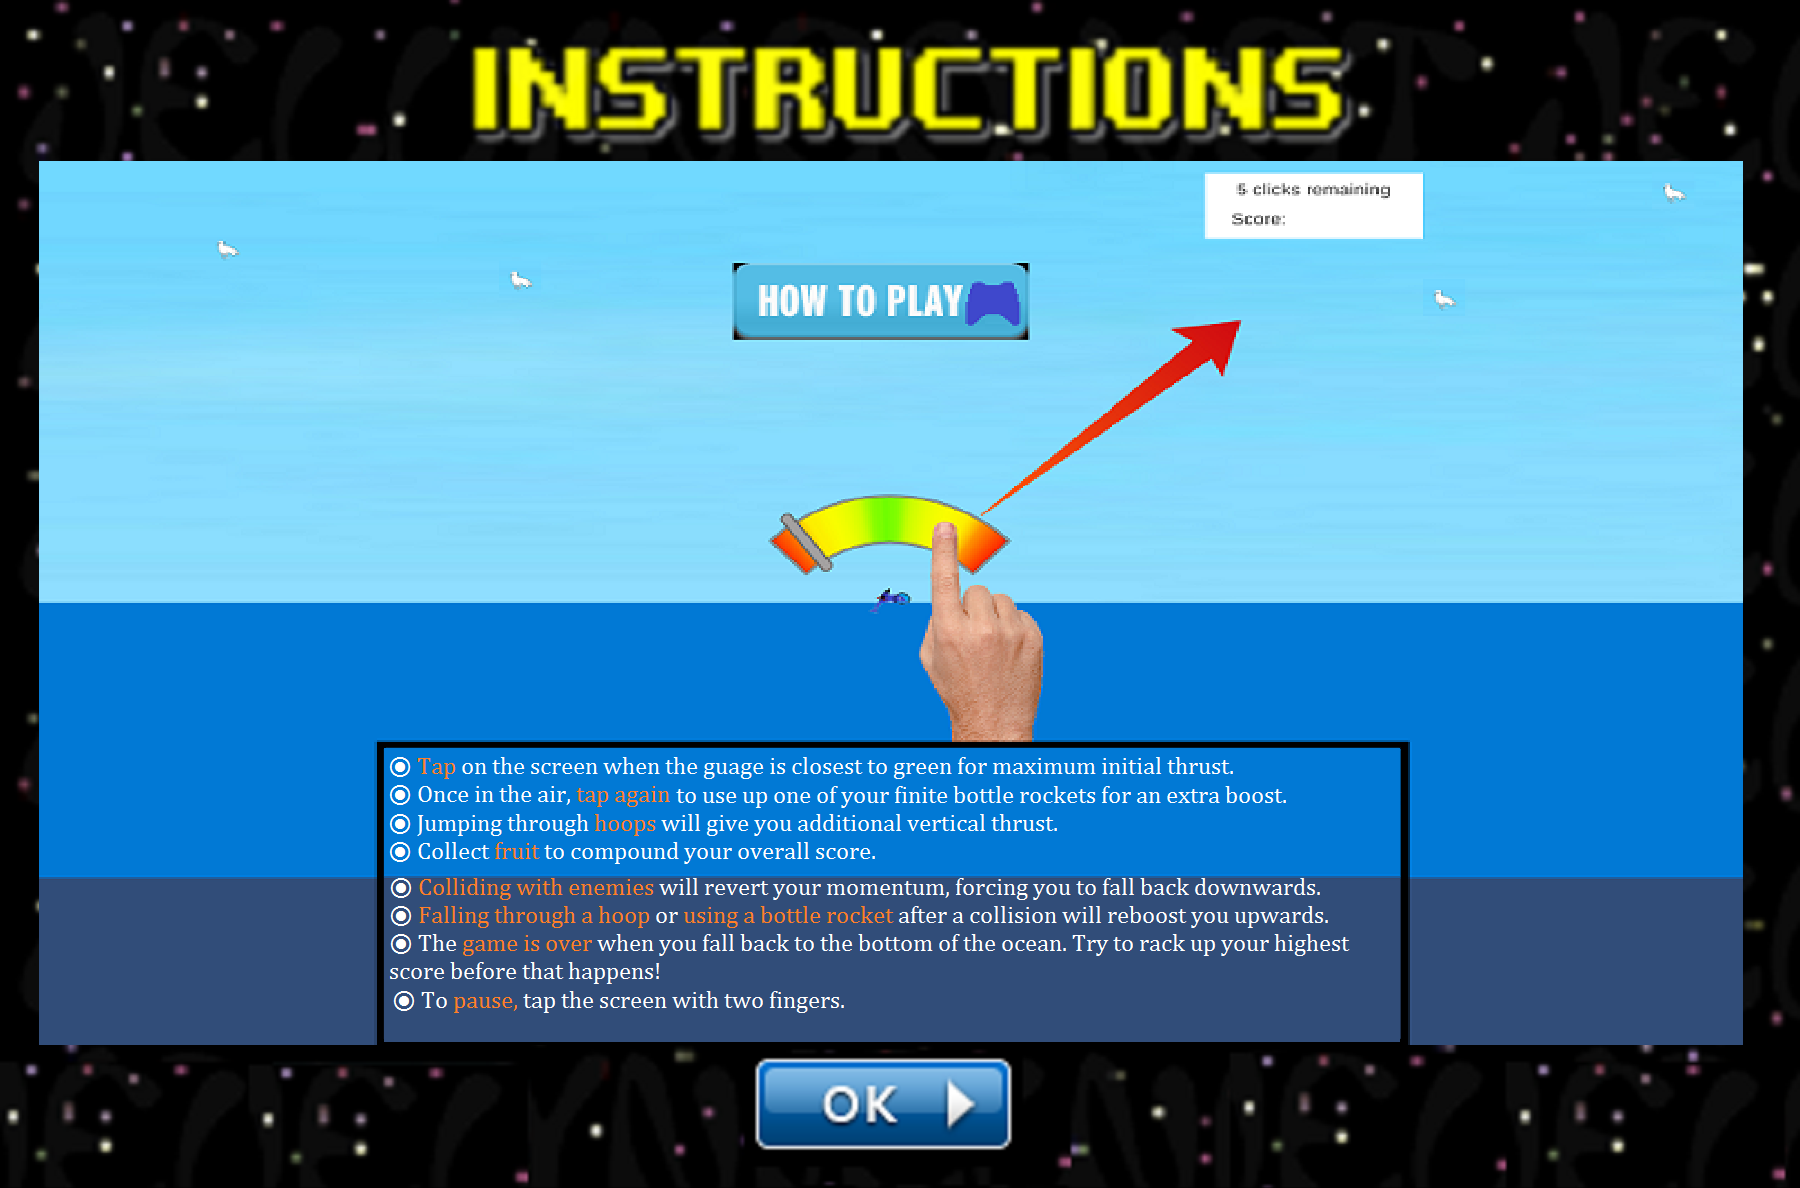 INSTRUCTIONS
5 clicks remaining
Score:
HOW TO PLAY
◉ Tap on the screen when the guage is closest to green for maximum initial thrust.
◉ Once in the air, tap again to use up one of your finite bottle rockets for an extra boost.
◉ Jumping through hoops will give you additional vertical thrust.
◉ Collect fruit to compound your overall score.
◉ Colliding with enemies will revert your momentum, forcing you to fall back downwards.
◉ Falling through a hoop or using a bottle rocket after a collision will reboost you upwards.
◉ The game is over when you fall back to the bottom of the ocean. Try to rack up your highest
score before that happens!
◉ To pause, tap the screen with two fingers.
OK